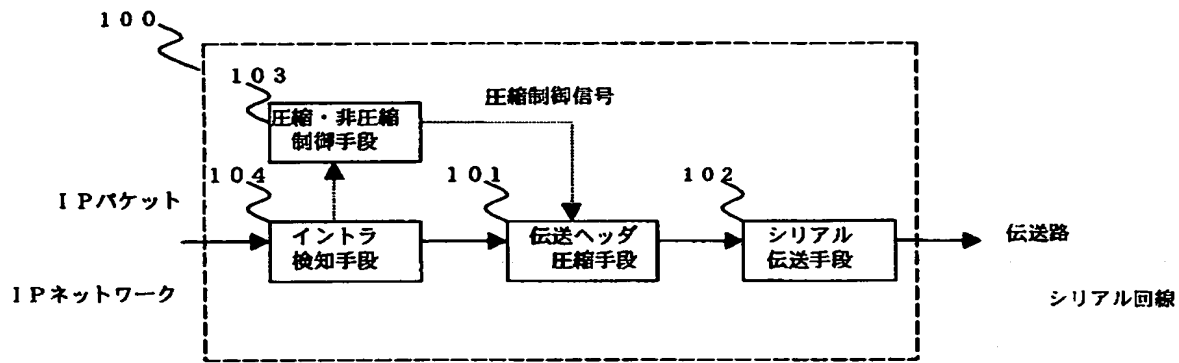 １００
１０３
圧縮・非圧縮
制御手段
圧縮制御信号
１０４
１０１
１０２
ＩＰパケット
イントラ
検知手段
伝送ヘッダ
圧縮手段
シリアル
伝送手段
伝送路
ＩＰネットワーク
シリアル回線